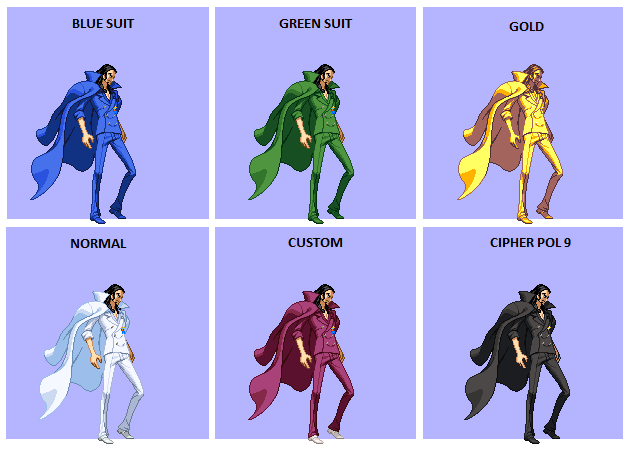 BLUE SUIT
GREEN SUIT
GOLD
NORMAL
CUSTOM
CIPHER POL 9